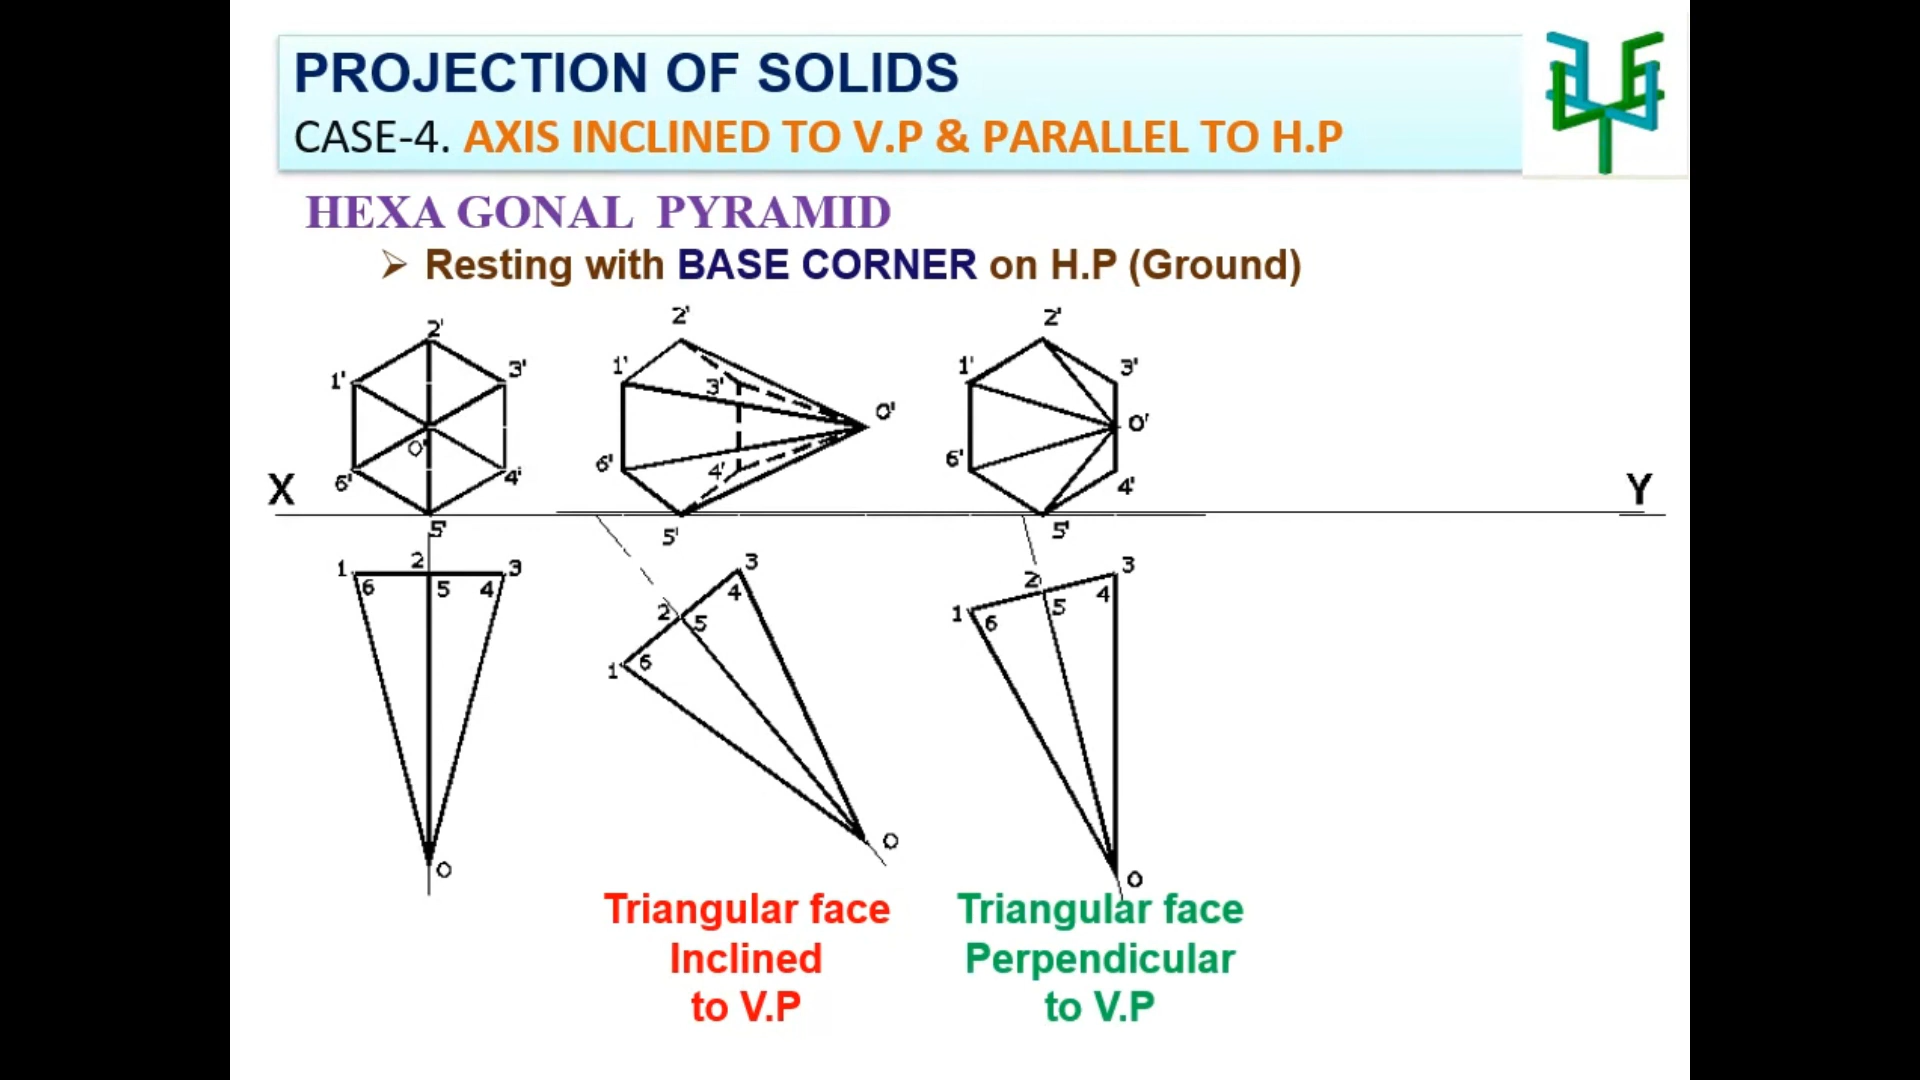 PROJECTION OF SOLIDS
CASE-4. AXIS INCLINED TO V.P & PARALLEL TO H.P
HEXA GONAL PYRAMID
➢ Resting with BASE CORNER on H.P (Ground)
2' 2' 2'
1' 3' 1' 3' 1' 3'
O' O' O'
6' 4' 6' 4' 6' 4'
X Y
5' 5' 5'
1 2 3 3 3
6 5 4 4 2 4
2 5 1 5
1 6 6
O O O
Triangular face Triangular face
Inclined Perpendicular
to V.P to V.P